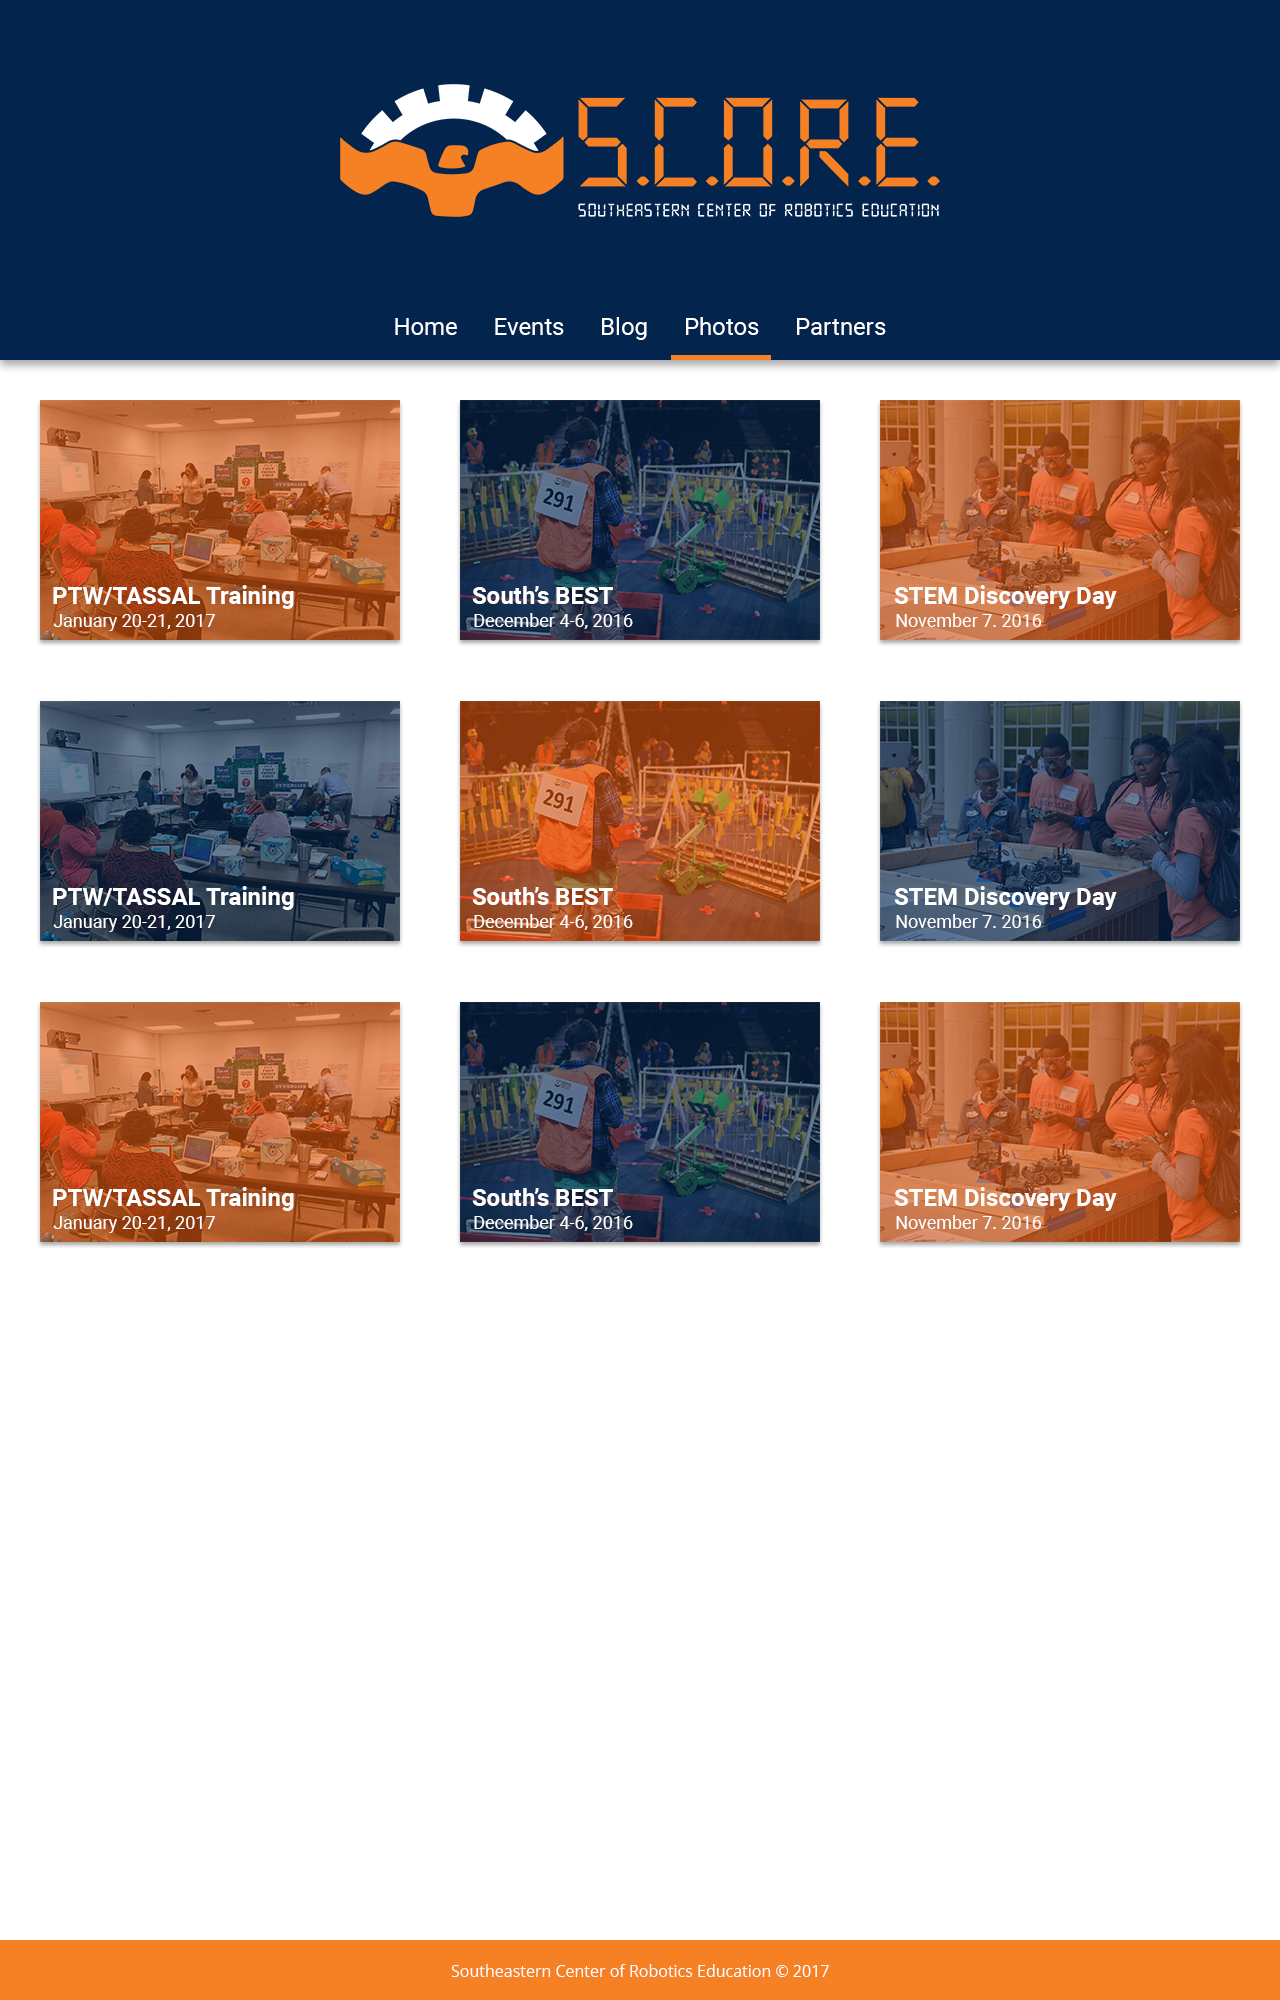 S.C.O.R.E.
SOUTHEASTERN CENTER OF ROBOTICS EDUCATION
Home Events Blog Photos Partners
291
PTW/TASSAL Training
January 20-21, 2017
South's BEST
December 4-6, 2016
STEM Discovery Day
November 7. 2016
291
PTW/TASSAL Training
January 20-21, 2017
South's BEST
December 4-6, 2016
STEM Discovery Day
November 7. 2016
291
PTW/TASSAL Training
January 20-21, 2017
South's BEST
December 4-6, 2016
STEM Discovery Day
November 7. 2016
Southeastern Center of Robotics Education © 2017